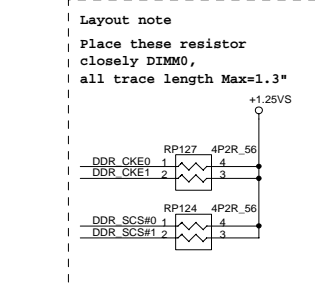 Layout note
Place these resistor
closely DIMM0,
all trace length Max=1.3"
+1.25VS
RP127 4P2R_56
DDR_CKE0 1 4
DDR_CKE1 2 3
RP124 4P2R_56
DDR_SCS#0 1 4
DDR_SCS#1 2 3